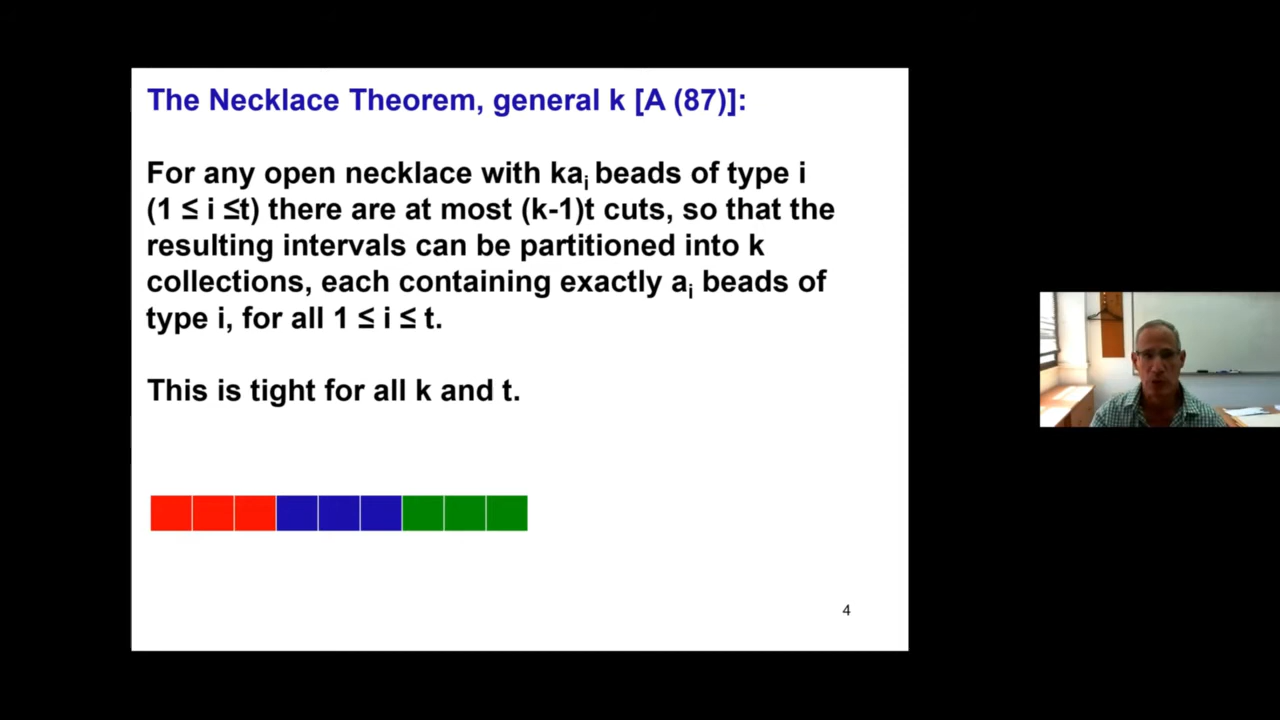 The Necklace Theorem, general k [A (87)]:
For any open necklace with kaᵢ beads of type i
(1 ≤ i ≤t) there are at most (k-1)t cuts, so that the
resulting intervals can be partitioned into k
collections, each containing exactly aᵢ beads of
type i, for all 1 ≤ i ≤ t.
This is tight for all k and t.
4